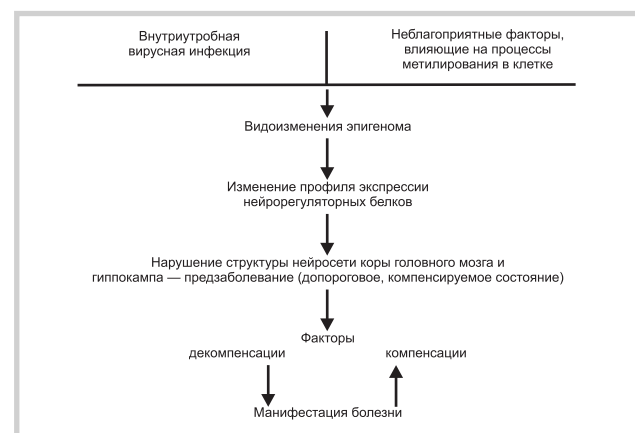 Внутриутробная
вирусная инфекция
Неблагоприятные факторы,
влияющие на процессы
метилирования в клетке
Видоизменения эпигенома
Изменение профиля экспрессии
нейрорегуляторных белков
Нарушение структуры нейросети коры головного мозга и
гиппокампа — предзаболевание (допороговое, компенсируемое состояние)
Факторы
декомпенсации компенсации
Манифестация болезни